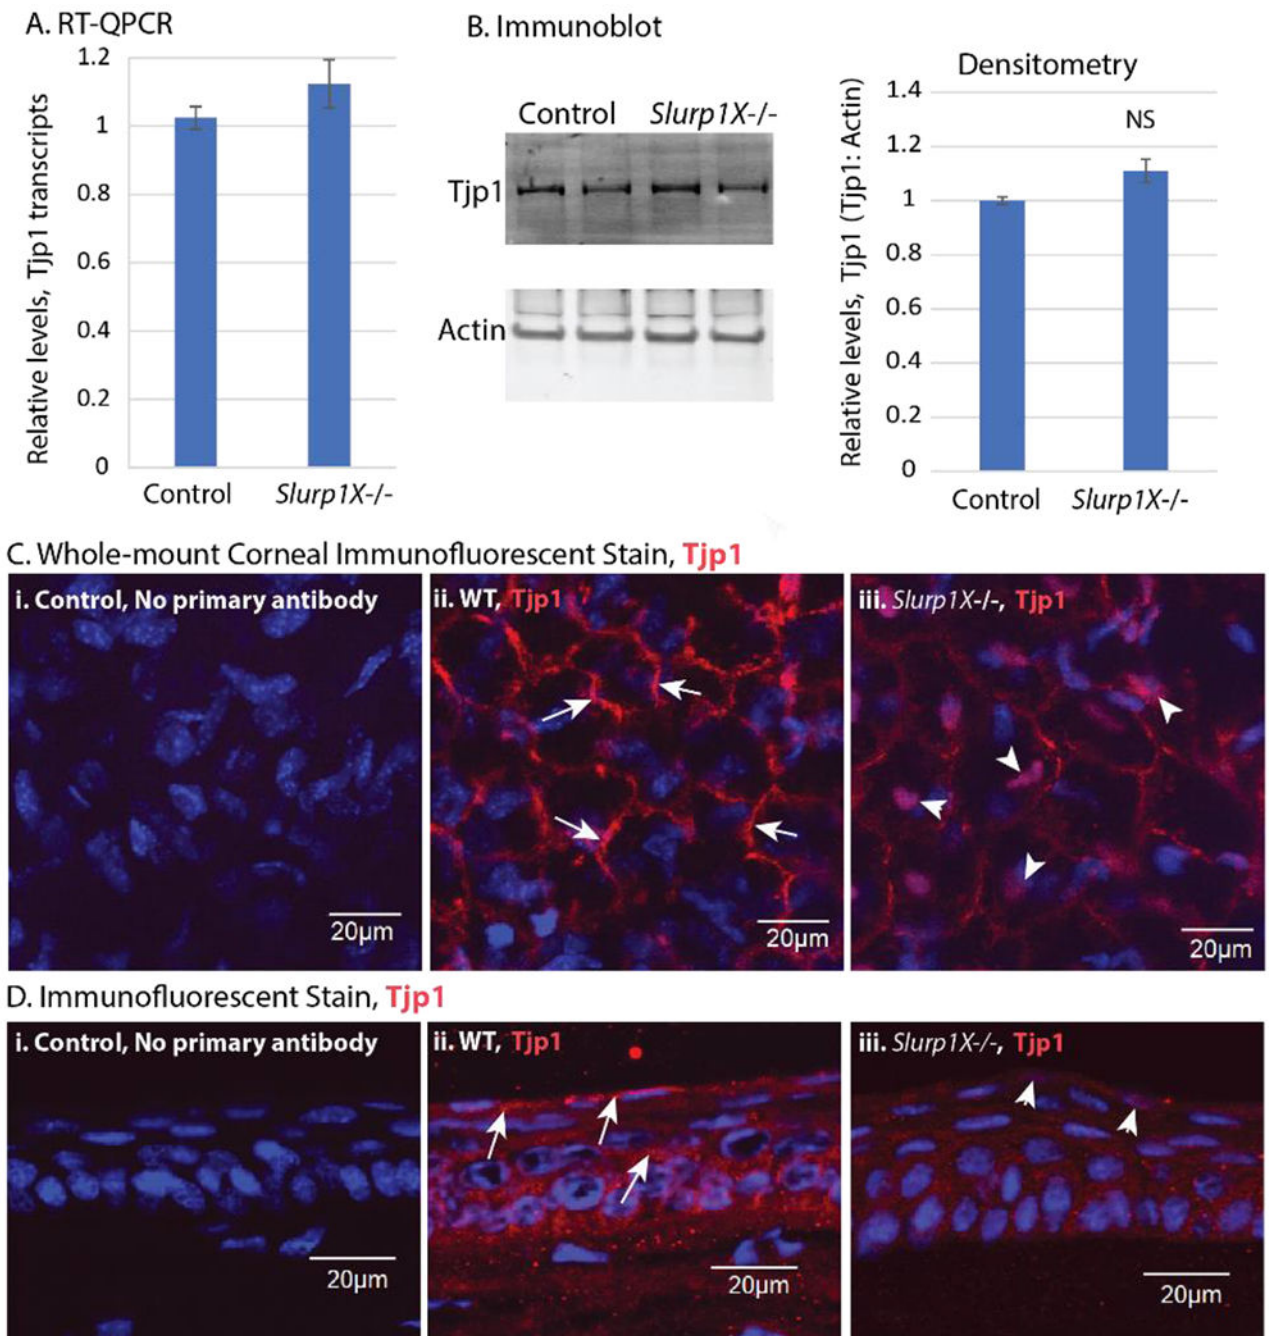 A. RT-QPCR
Relative levels, Tjp1 transcripts
1.2
1
0.8
0.6
0.4
0.2
0
Control
Slurp1X-/-
B. Immunoblot
Control
Slurp1X-/-
Tjp1
Actin
Densitometry
Relative levels, Tjp1 (Tjp1: Actin)
1.4
1.2
1
0.8
0.6
0.4
0.2
0
NS
Control
Slurp1X-/-
C. Whole-mount Corneal Immunofluorescent Stain, Tjp1
i. Control, No primary antibody
20µm
ii. WT, Tjp1
20µm
iii. Slurp1X-/-, Tjp1
20µm
D. Immunofluorescent Stain, Tjp1
i. Control, No primary antibody
20µm
ii. WT, Tjp1
20µm
iii. Slurp1X-/-, Tjp1
20µm